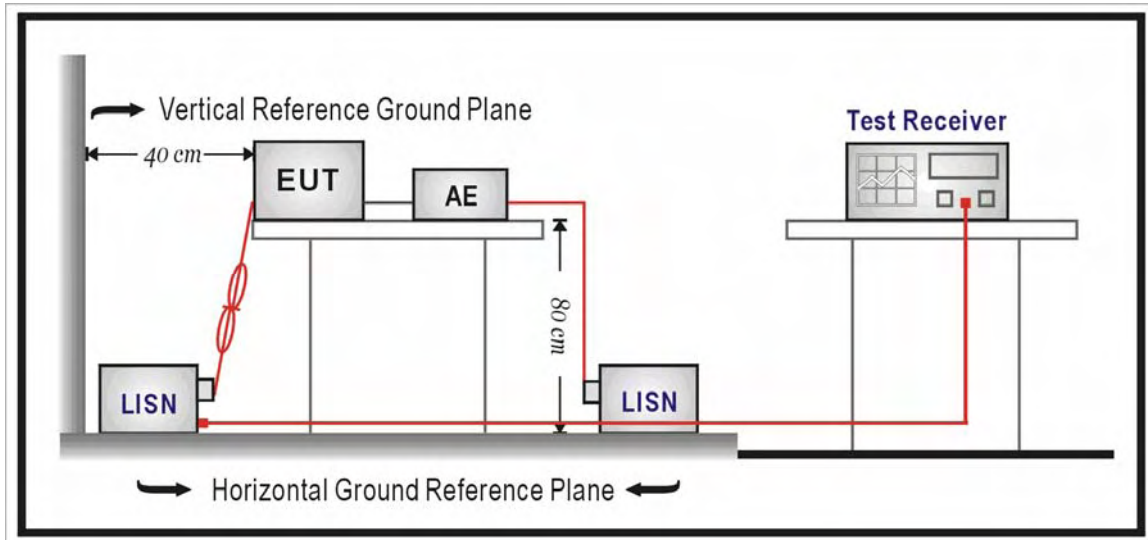 Vertical Reference Ground Plane
40 cm
Test Receiver
EUT
AE
80 cm
LISN
LISN
Horizontal Ground Reference Plane